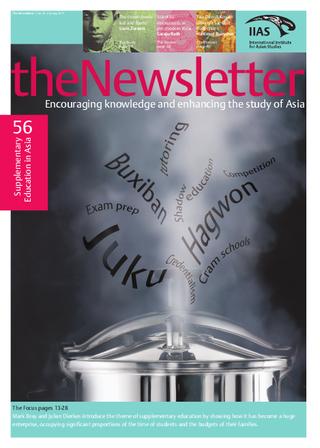 IIAS
International Institute
for Asian Studies
theNewsletter
Encouraging knowledge and enhancing the study of Asia
56
Supplementary
Education in Asia
tutoring
Buxiban
Shadow education
Competition
Exam prep
Hagwon
Juku
Credentialism
Cram schools
The Focus pages 13-28
Mark Bray and Julian Dierkes introduce the theme of supplementary education by showing how it has become a huge
enterprise, occupying significant proportions of the time of students and the budgets of their families.